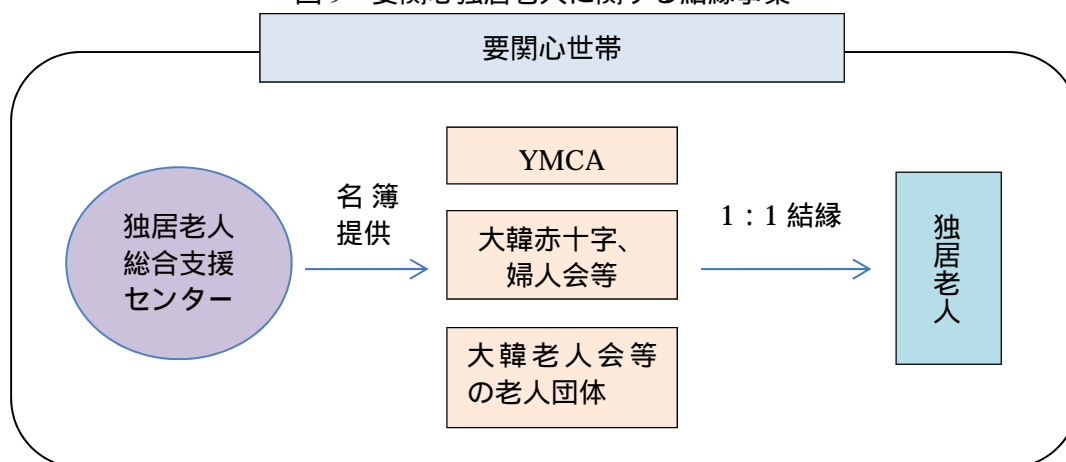 要関心世帯
独居老人
総合支援
センター
名 簿
提供
YMCA
大韓赤十字、
婦人会等
大韓老人会等
の老人団体
1：1 結縁
独居老人